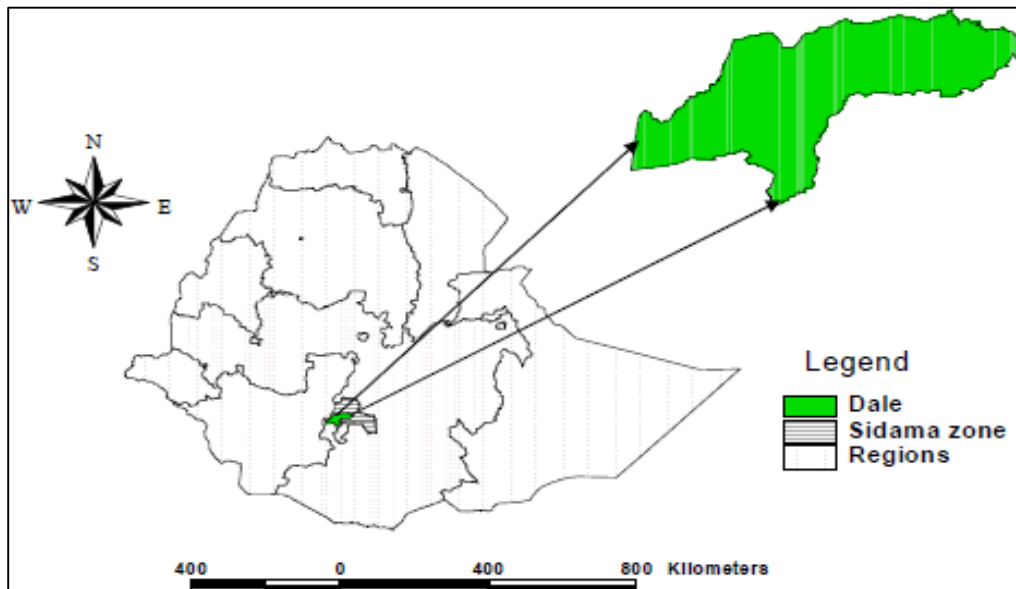 N
W E
S
Legend
Dale
Sidama zone
Regions
400 0 400 800 Kilometers